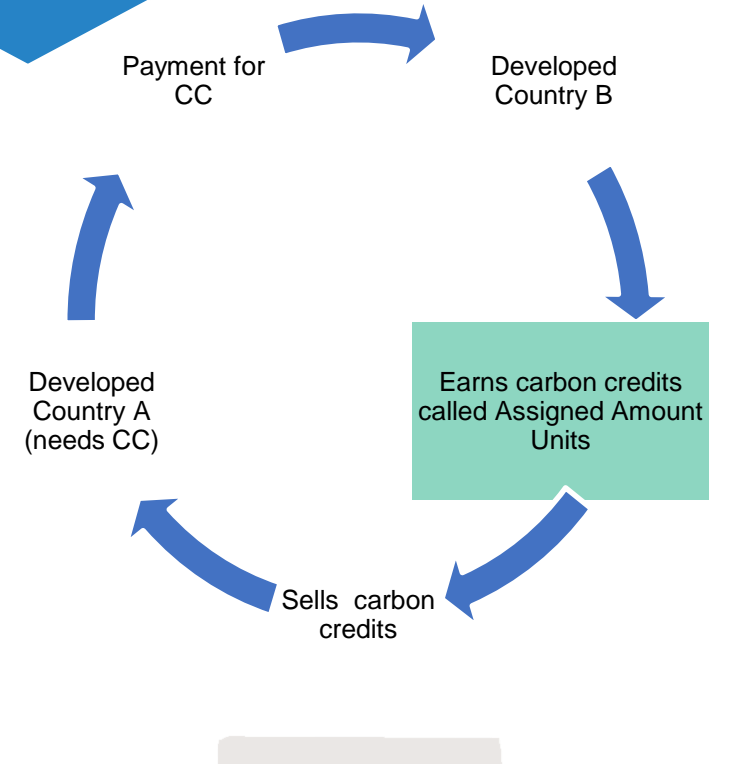 Payment for
CC
Developed
Country B
Earns carbon credits
called Assigned Amount
Units
Sells  carbon
credits
Developed
Country A
(needs CC)